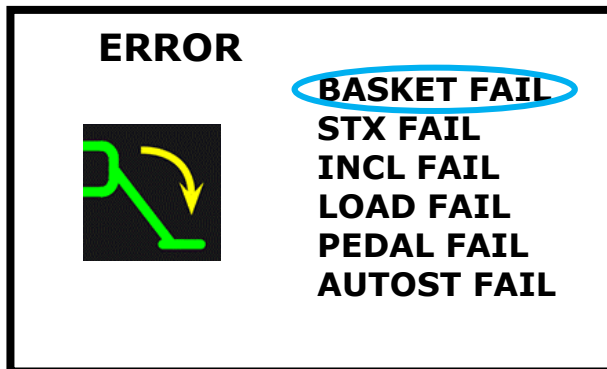 ERROR
BASKET FAIL
STX FAIL
INCL FAIL
LOAD FAIL
PEDAL FAIL
AUTOST FAIL